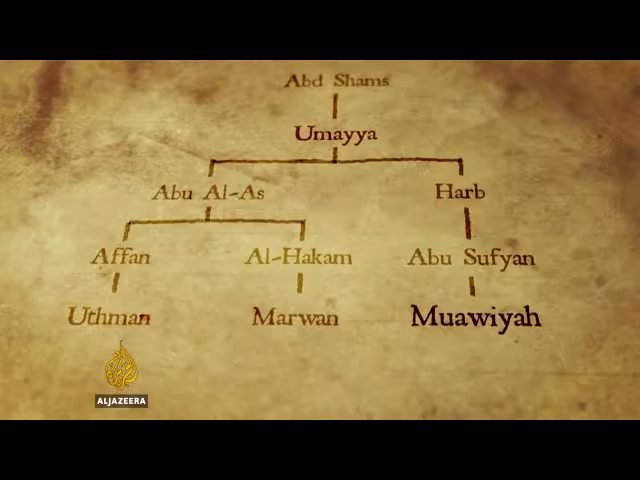 Abd Shams
Umayya
Abu Al-As Harb
Affan Al-Hakam Abu Sufyan
Uthman Marwan Muawiyah
ALJAZEERA